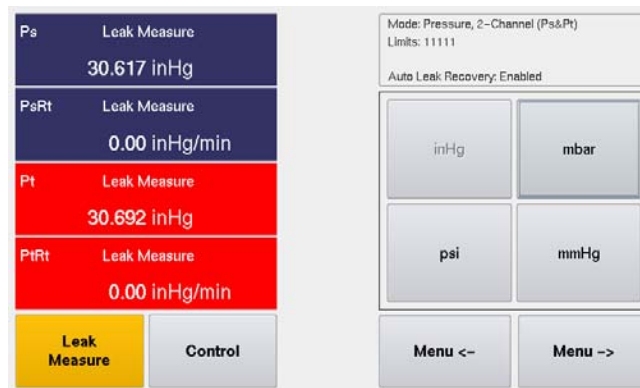 Ps Leak Measure
30.617 inHg
PsRt Leak Measure
0.00 inHg/min
Pt Leak Measure
30.692 inHg
PtRt Leak Measure
0.00 inHg/min
Leak
Measure
Control
Mode: Pressure, 2-Channel (Ps&Pt)
Limits: 11111
Auto Leak Recovery: Enabled
inHg mbar
psi mmHg
Menu <- Menu ->